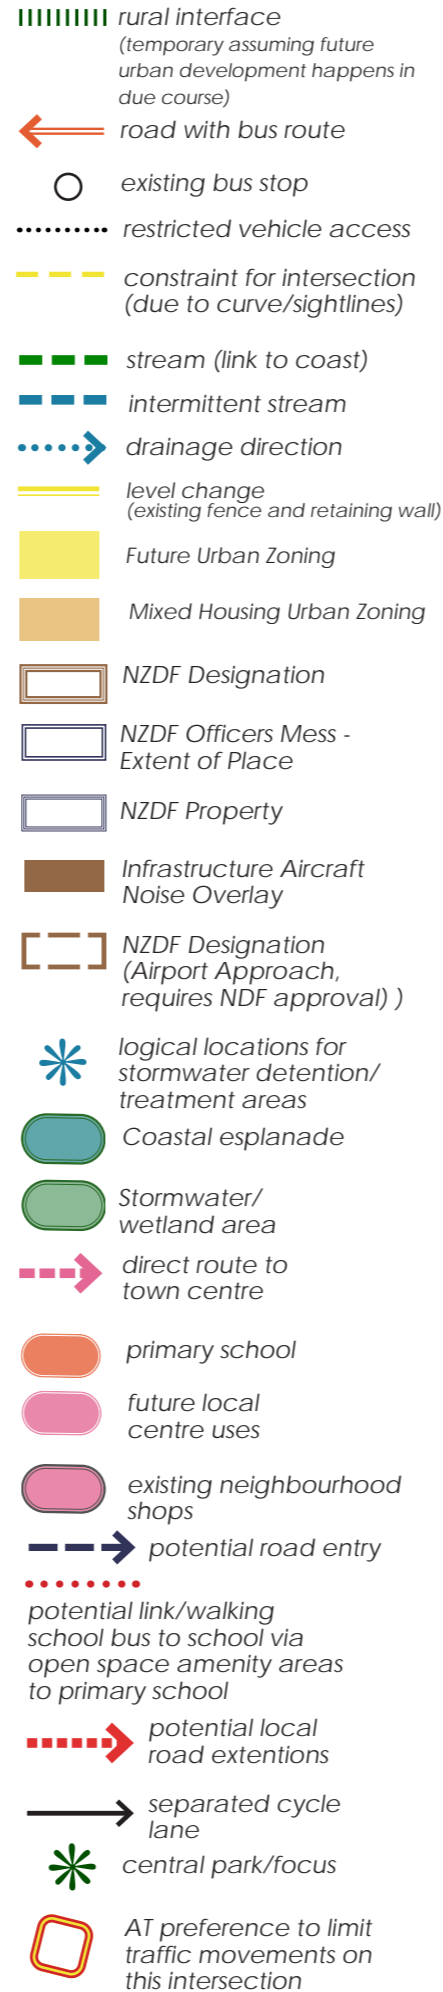 rural interface
(temporary assuming future
urban development happens in
due course)
road with bus route
existing bus stop
restricted vehicle access
constraint for intersection
(due to curve/sightlines)
stream (link to coast)
intermittent stream
drainage direction
level change
(existing fence and retaining wall)
Future Urban Zoning
Mixed Housing Urban Zoning
NZDF Designation
NZDF Officers Mess -
Extent of Place
NZDF Property
Infrastructure Aircraft
Noise Overlay
NZDF Designation
(Airport Approach,
requires NDF approval) )
logical locations for
stormwater detention/
treatment areas
Coastal esplanade
Stormwater/
wetland area
direct route to
town centre
primary school
future local
centre uses
existing neighbourhood
shops
potential road entry
potential link/walking
school bus to school via
open space amenity areas
to primary school
potential local
road extentions
separated cycle
lane
central park/focus
AT preference to limit
traffic movements on
this intersection